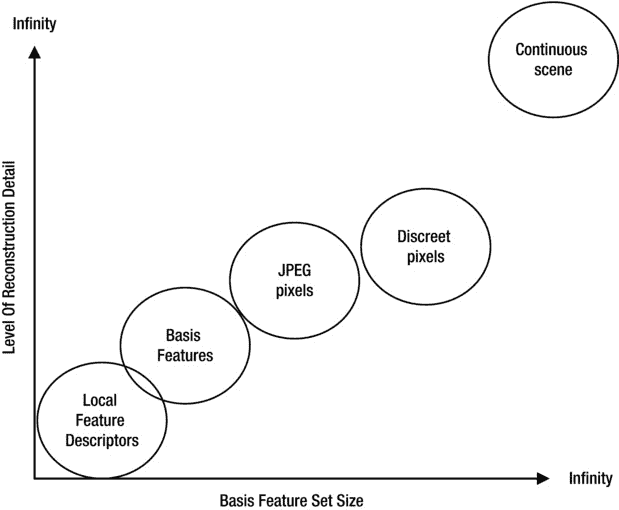 Infinity
Continuous
scene
Level Of Reconstruction Detail
Discreet
pixels
JPEG
pixels
Basis
Features
Local
Feature
Descriptors
Infinity
Basis Feature Set Size